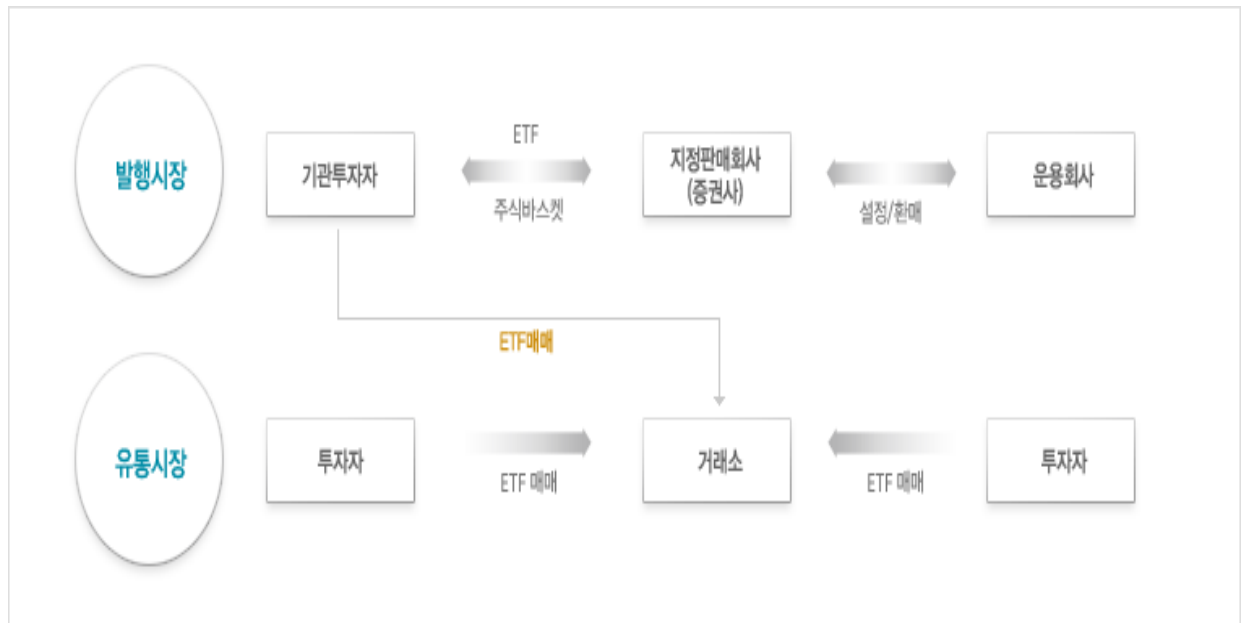 발행시장
기관투자자
ETF
주식바스켓
지정판매회사
(증권사)
설정/환매
운용회사
ETF매매
유통시장
투자자
ETF 매매
거래소
ETF 매매
투자자